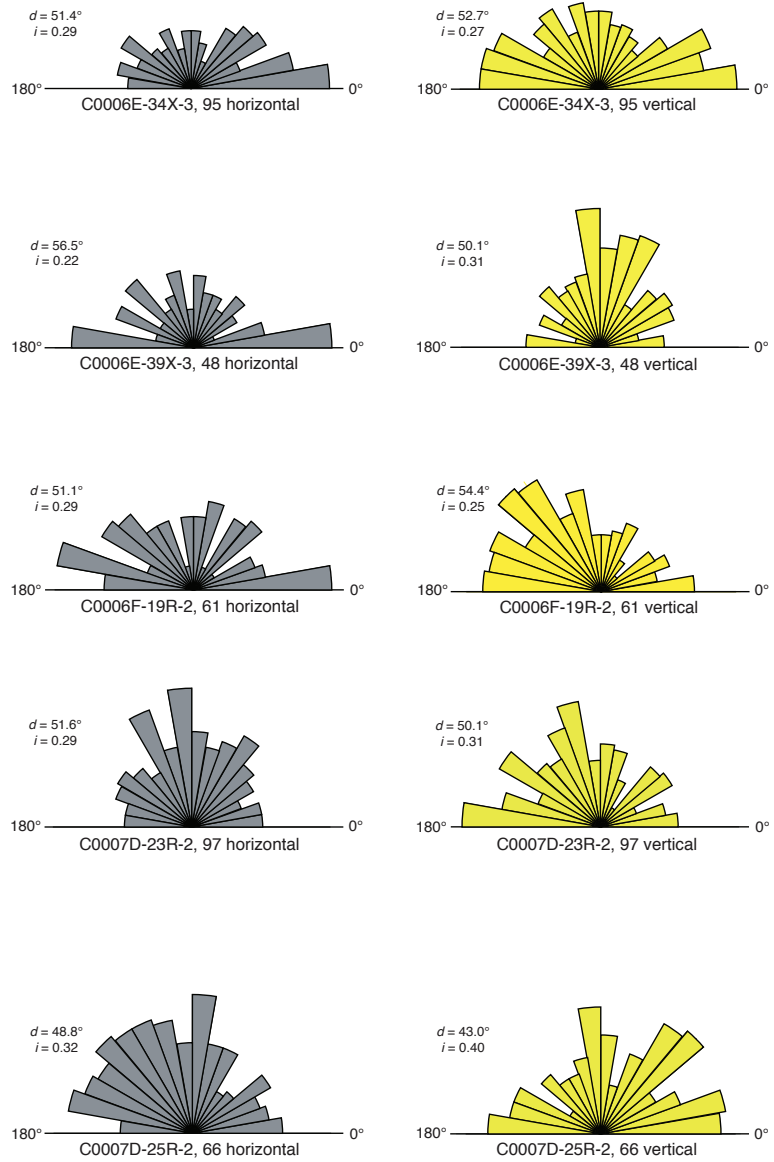 d = 51.4°
i = 0.29
180°
0°
C0006E-34X-3, 95 horizontal
d = 52.7°
i = 0.27
180°
0°
C0006E-34X-3, 95 vertical
d = 56.5°
i = 0.22
180°
0°
C0006E-39X-3, 48 horizontal
d = 50.1°
i = 0.31
180°
0°
C0006E-39X-3, 48 vertical
d = 51.1°
i = 0.29
180°
0°
C0006F-19R-2, 61 horizontal
d = 54.4°
i = 0.25
180°
0°
C0006F-19R-2, 61 vertical
d = 51.6°
i = 0.29
180°
0°
C0007D-23R-2, 97 horizontal
d = 50.1°
i = 0.31
180°
0°
C0007D-23R-2, 97 vertical
d = 48.8°
i = 0.32
180°
0°
C0007D-25R-2, 66 horizontal
d = 43.0°
i = 0.40
180°
0°
C0007D-25R-2, 66 vertical